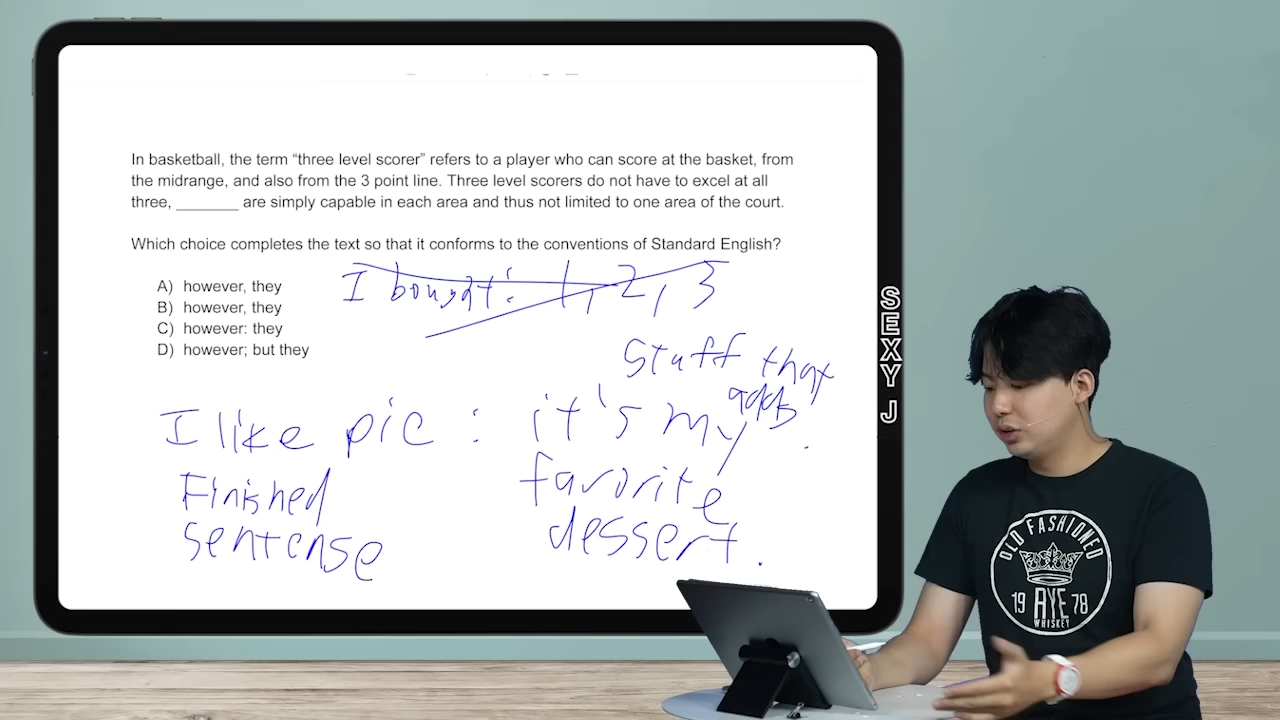 In basketball, the term “three level scorer” refers to a player who can score at the basket, from
the midrange, and also from the 3 point line. Three level scorers do not have to excel at all
three, _______ are simply capable in each area and thus not limited to one area of the court.
Which choice completes the text so that it conforms to the conventions of Standard English?
A) however, they
B) however, they
C) however: they
D) however; but they
I bought: 1, 2, 3
stuff that
adds
I like pic : it's my
favorite
dessert.
Finished
sentense
SEXY J
OLD FASHIONED
19 RYE 78
WHISKEY